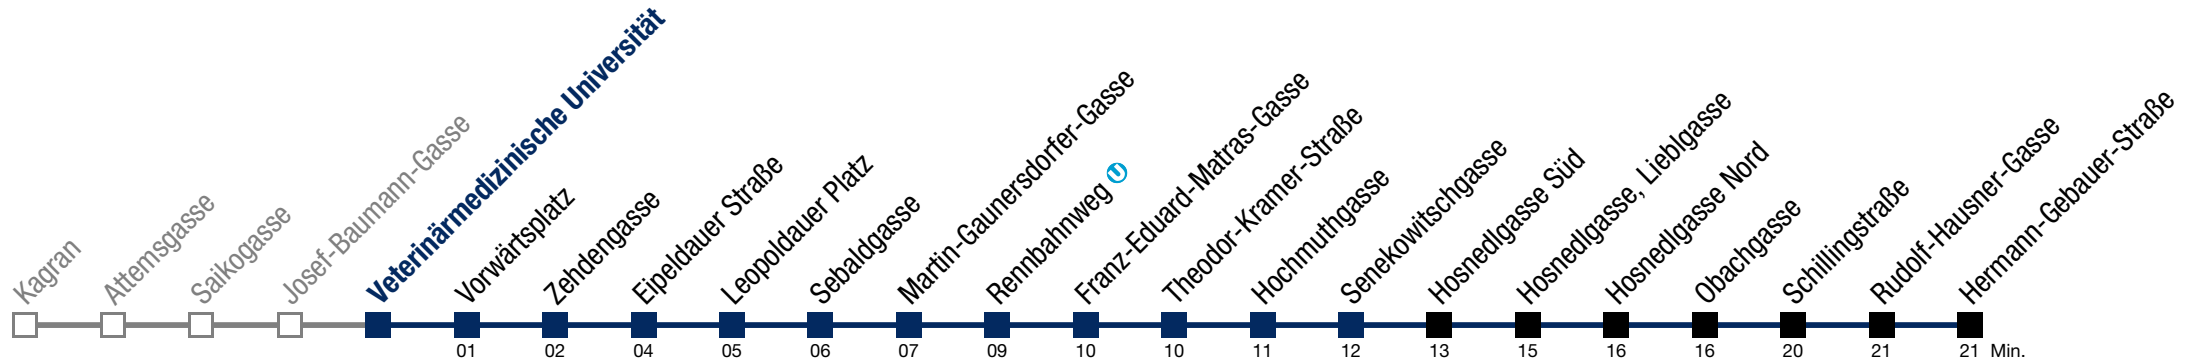 Kagran
Attemsgasse
Saikogasse
Josef-Baumann-Gasse
Veterinärmedizinische Universität
Vorwärtsplatz
Zehdengasse
Eipeldauer Straße
Leopoldauer Platz
Sebaldgasse
Martin-Gaunersdorfer-Gasse
Rennbahnweg U
Franz-Eduard-Matras-Gasse
Theodor-Kramer-Straße
Hochmuthgasse
Senekowitschgasse
Hosnedlgasse Süd
Hosnedlgasse, Lieblgasse
Hosnedlgasse Nord
Obachgasse
Schillingstraße
Rudolf-Hausner-Gasse
Hermann-Gebauer-Straße
01 02 04 05 06 07 09 10 10 11 12 13 15 16 16 20 21 21 Min.